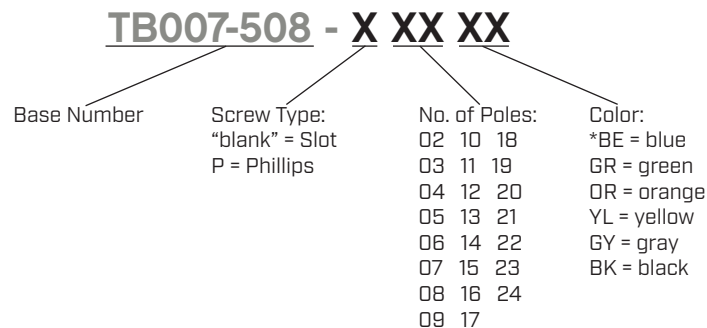 TB007-508 - X XX XX
Base Number
Screw Type:
“blank” = Slot
P = Phillips
No. of Poles:
02 10 18
03 11 19
04 12 20
05 13 21
06 14 22
07 15 23
08 16 24
09 17
Color:
*BE = blue
GR = green
OR = orange
YL = yellow
GY = gray
BK = black